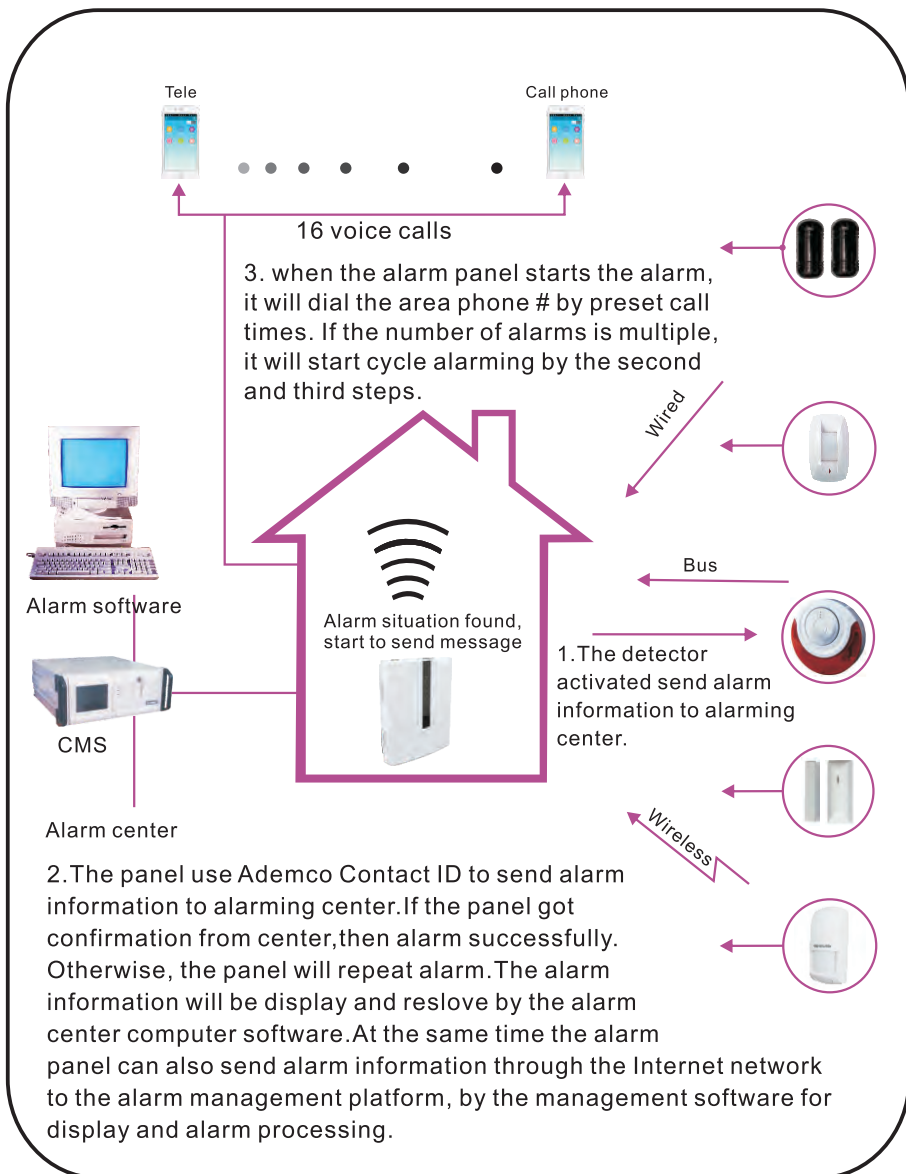 Tele
Call phone
16 voice calls
3. when the alarm panel starts the alarm,
it will dial the area phone # by preset call
times. If the number of alarms is multiple,
it will start cycle alarming by the second
and third steps.
Wired
Bus
Alarm software
Alarm situation found,
start to send message
1.The detector
activated send alarm
information to alarming
center.
CMS
Wireless
Alarm center
2.The panel use Ademco Contact ID to send alarm
information to alarming center.If the panel got
confirmation from center,then alarm successfully.
Otherwise, the panel will repeat alarm.The alarm
information will be display and reslove by the alarm
center computer software.At the same time the alarm
panel can also send alarm information through the Internet network
to the alarm management platform, by the management software for
display and alarm processing.